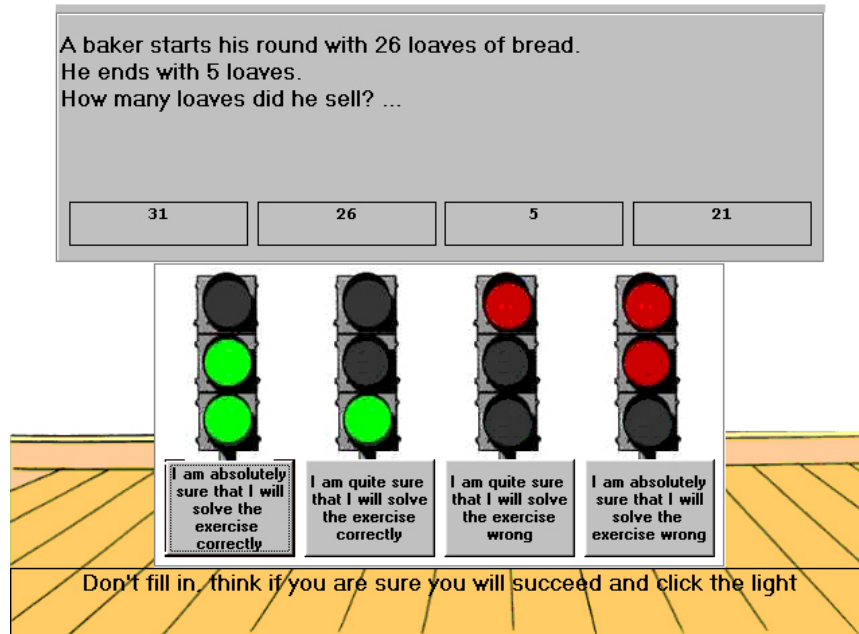 A baker starts his round with 26 loaves of bread.
He ends with 5 loaves.
How many loaves did he sell? ...
31
26
5
21
I am absolutely
sure that I will
solve the
exercise
correctly
I am quite sure
that I will solve
the exercise
correctly
I am quite sure
that I will solve
the exercise
wrong
I am absolutely
sure that I will
solve the
exercise wrong
Don't fill in, think if you are sure you will succeed and click the light